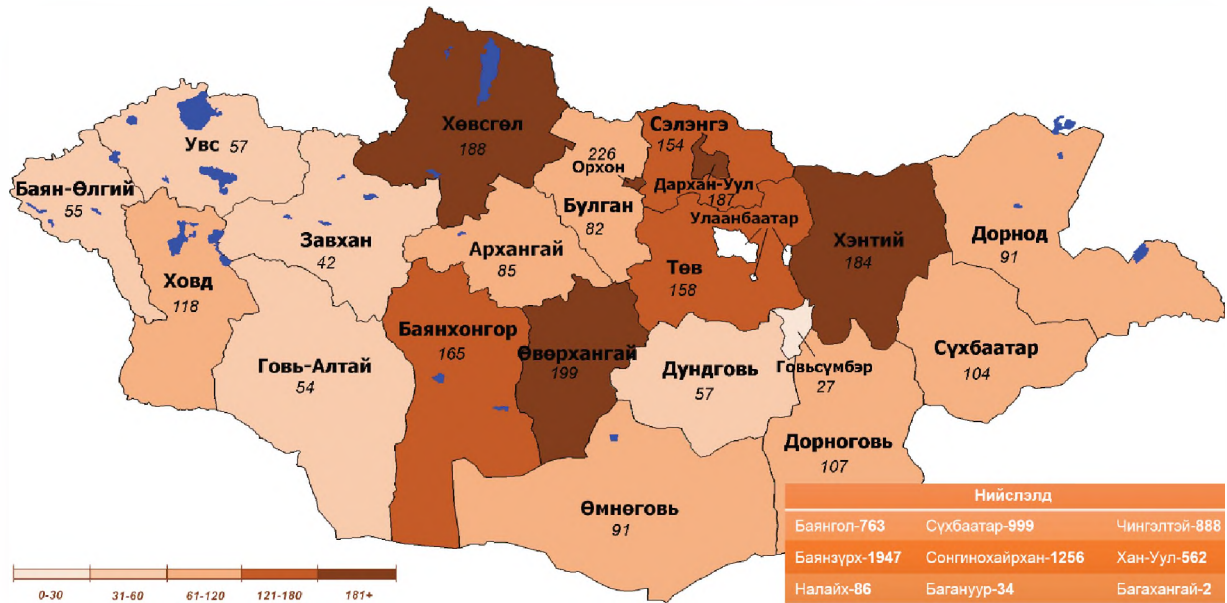 Хөвсгөл
188
Увс 57
Баян-Өлгий
55
Ховд
118
Завхан
42
Говь-Алтай
54
Архангай
85
226
Орхон
Булган
82
Сэлэнгэ
154
Дархан-Уул
187
Улаанбаатар
Төв
158
Хэнтий
184
Дорнод
91
Баянхонгор
165
Өвөрхангай
199
Дундговь
57
Говьсүмбэр
27
Сүхбаатар
104
Дорноговь
107
Өмнөговь
91
Нийслэлд
Баянгол-763 Сүхбаатар-999 Чингэлтэй-888
Баянзүрх-1947 Сонгинохайрхан-1256 Хан-Уул-562
Налайх-86 Багануур-34 Багахангай-2
0-30 31-60 61-120 121-180 181+